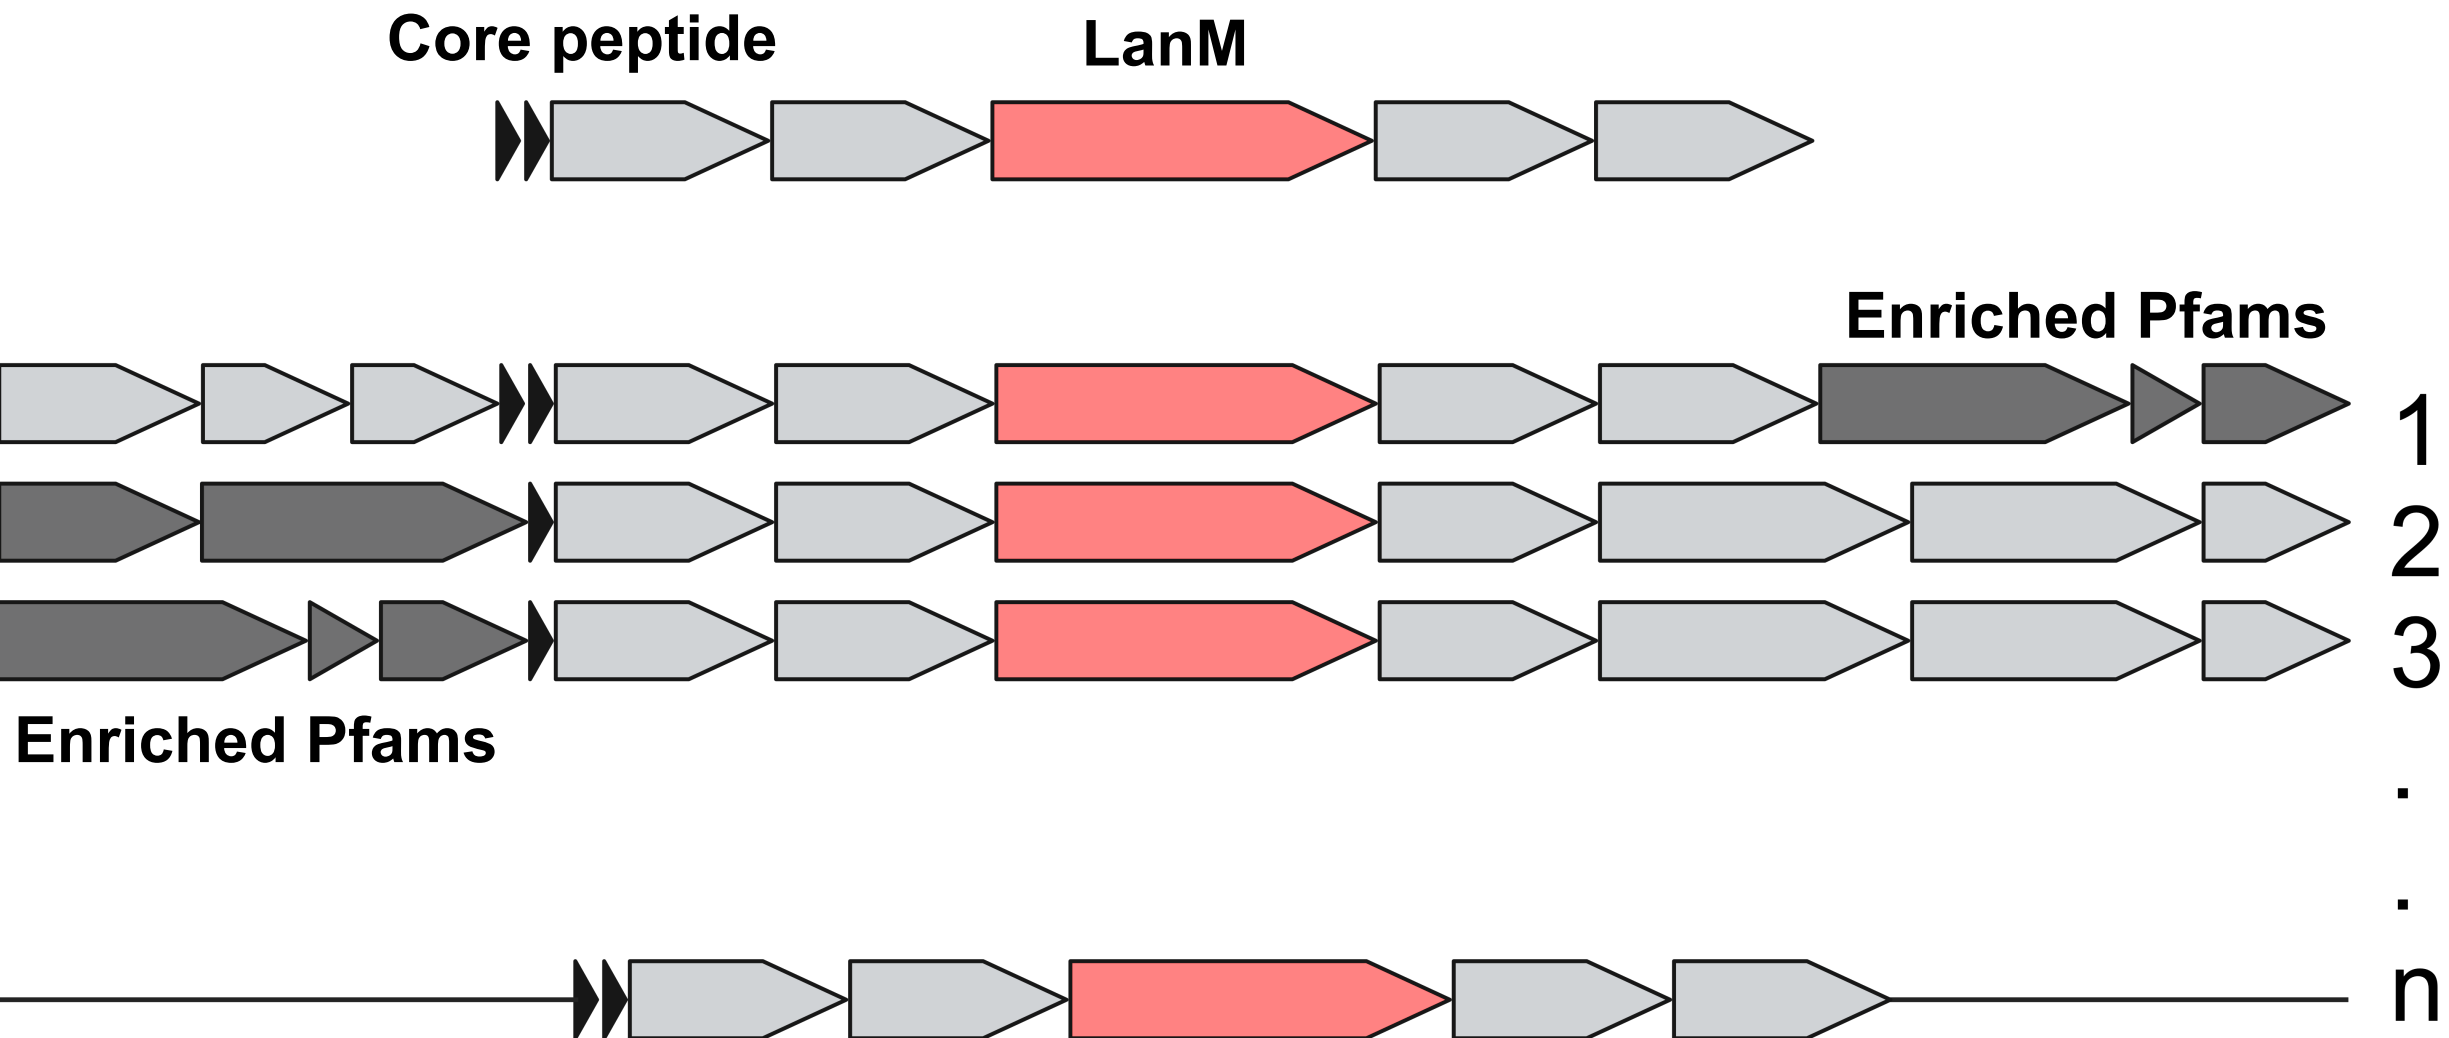 Core peptide
LanM
Enriched Pfams
1
2
3
Enriched Pfams
.
.
n